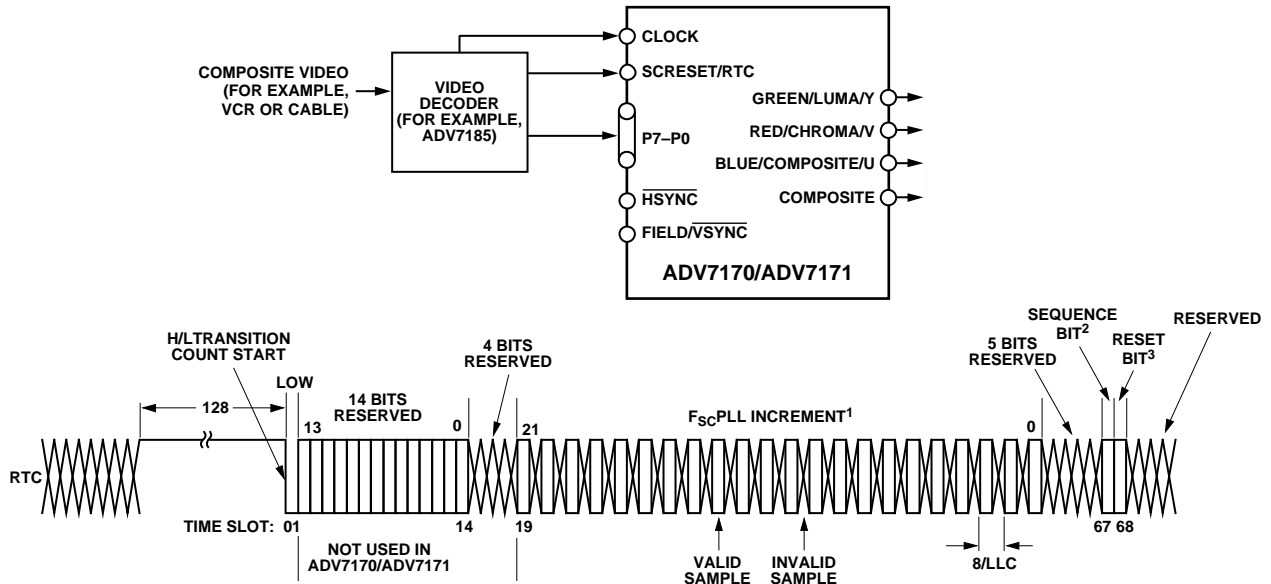 COMPOSITE VIDEO
(FOR EXAMPLE,
VCR OR CABLE)
VIDEO
DECODER
(FOR EXAMPLE,
ADV7185)
CLOCK
SCRESET/RTC
P7–P0
HSYNC
FIELD/VSYNC
GREEN/LUMA/Y
RED/CHROMA/V
BLUE/COMPOSITE/U
COMPOSITE
ADV7170/ADV7171
H/LTRANSITION
COUNT START
LOW
128
13
14 BITS
RESERVED
0
4 BITS
RESERVED
21
FSCPLL INCREMENT1
0
5 BITS
RESERVED
SEQUENCE
BIT2
RESET
BIT3
RESERVED
RTC
TIME SLOT: 01
14
19
67 68
NOT USED IN
ADV7170/ADV7171
VALID
SAMPLE
INVALID
SAMPLE
8/LLC